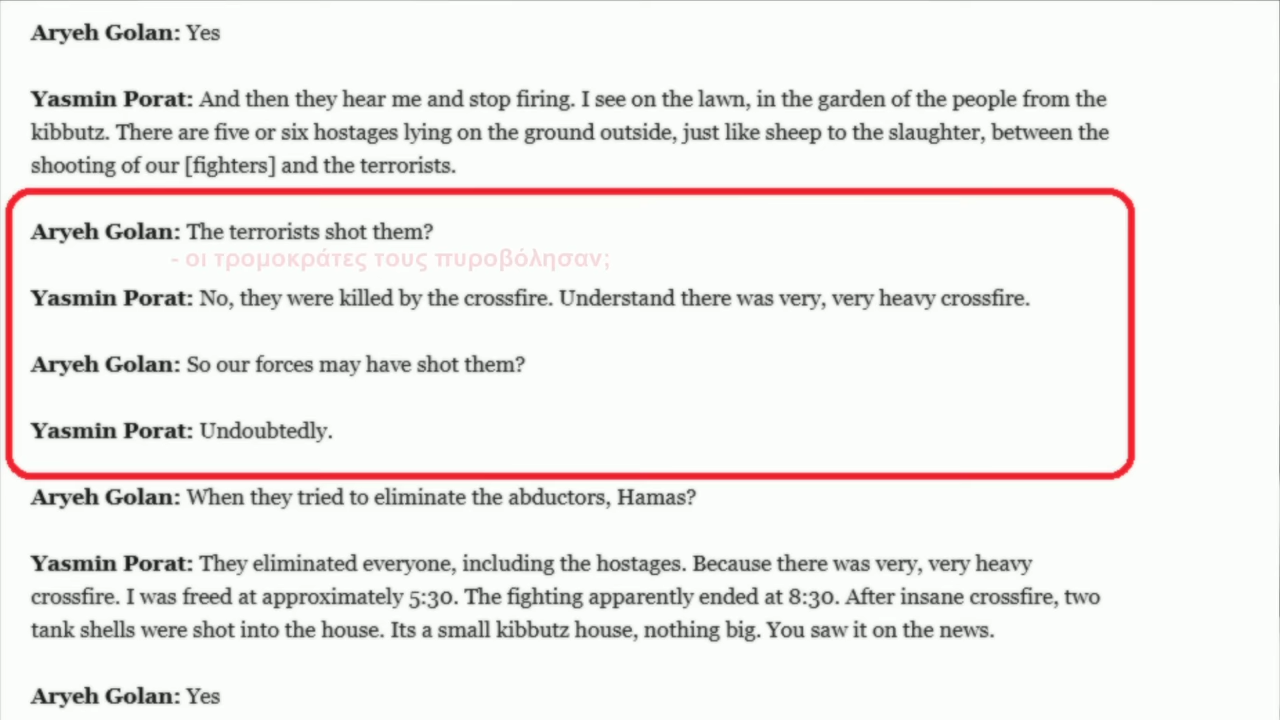 Aryeh Golan: Yes
Yasmin Porat: And then they hear me and stop firing. I see on the lawn, in the garden of the people from the
kibbutz. There are five or six hostages lying on the ground outside, just like sheep to the slaughter, between the
shooting of our [fighters] and the terrorists.
Aryeh Golan: The terrorists shot them?
- οι τρομοκράτες τους πυροβόλησαν;
Yasmin Porat: No, they were killed by the crossfire. Understand there was very, very heavy crossfire.
Aryeh Golan: So our forces may have shot them?
Yasmin Porat: Undoubtedly.
Aryeh Golan: When they tried to eliminate the abductors, Hamas?
Yasmin Porat: They eliminated everyone, including the hostages. Because there was very, very heavy
crossfire. I was freed at approximately 5:30. The fighting apparently ended at 8:30. After insane crossfire, two
tank shells were shot into the house. Its a small kibbutz house, nothing big. You saw it on the news.
Aryeh Golan: Yes